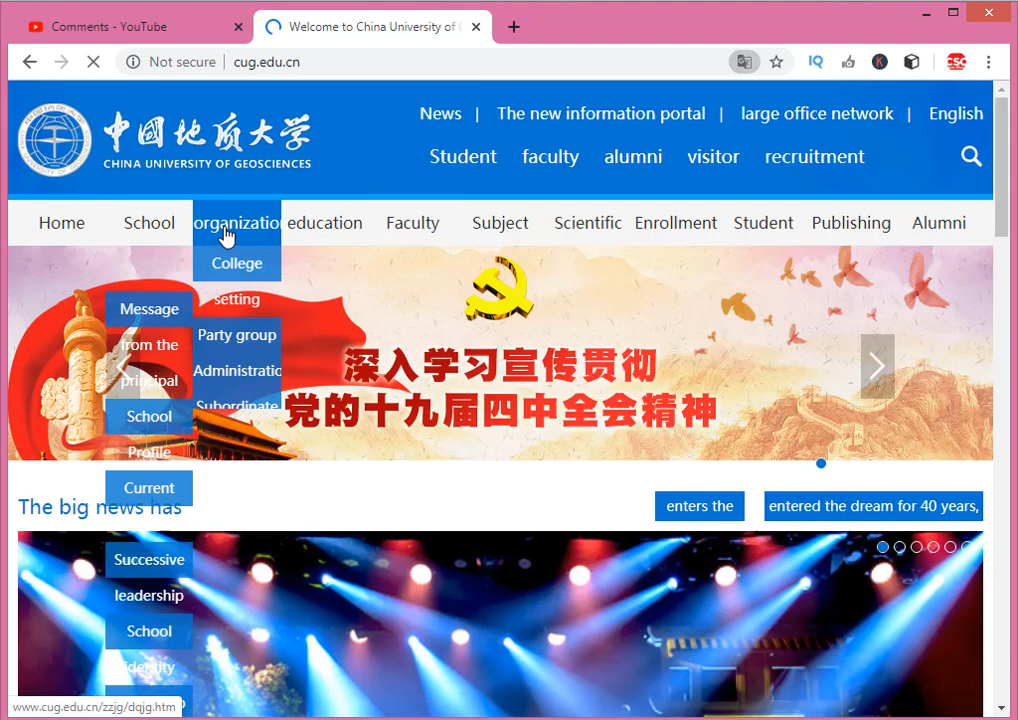 Comments - YouTube
Welcome to China University of G
Not secure | cug.edu.cn
IQ K CSC
中國地质大学
CHINA UNIVERSITY OF GEOSCIENCES
News | The new information portal | large office network | English
Student faculty alumni visitor recruitment
Home School organizatio education Faculty Subject Scientific Enrollment Student Publishing Alumni
College
setting
Party group
Administratio
Subordinate
Message
from the
principal
School
Profile
Current
Successive
leadership
School
identity
深入学习宣传贯彻
党的十九届四中全会精神
The big news has
enters the
entered the dream for 40 years,
www.cug.edu.cn/zzjg/dqjg.htm